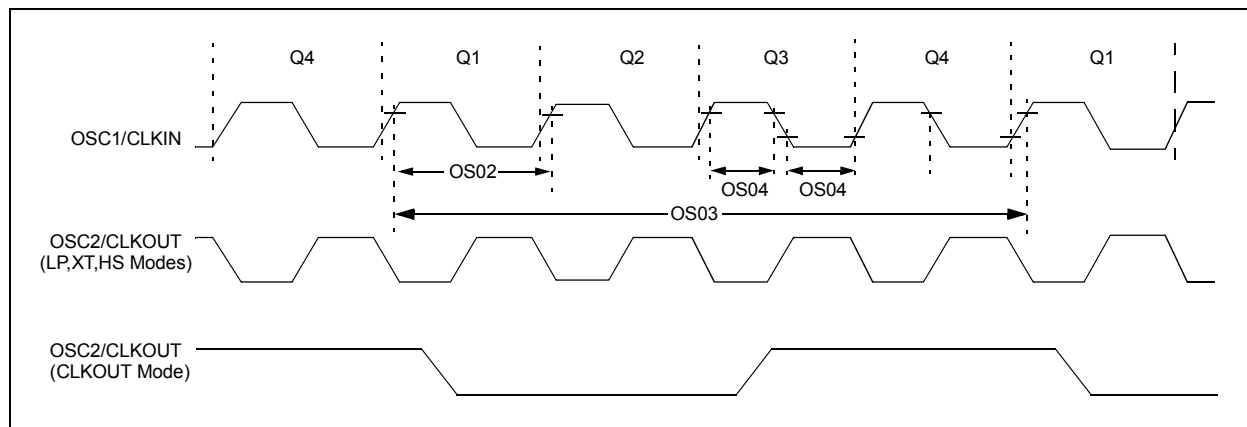 Q4 Q1 Q2 Q3 Q4 Q1
OSC1/CLKIN
OS02
OS04 OS04
OS03
OSC2/CLKOUT
(LP,XT,HS Modes)
OSC2/CLKOUT
(CLKOUT Mode)